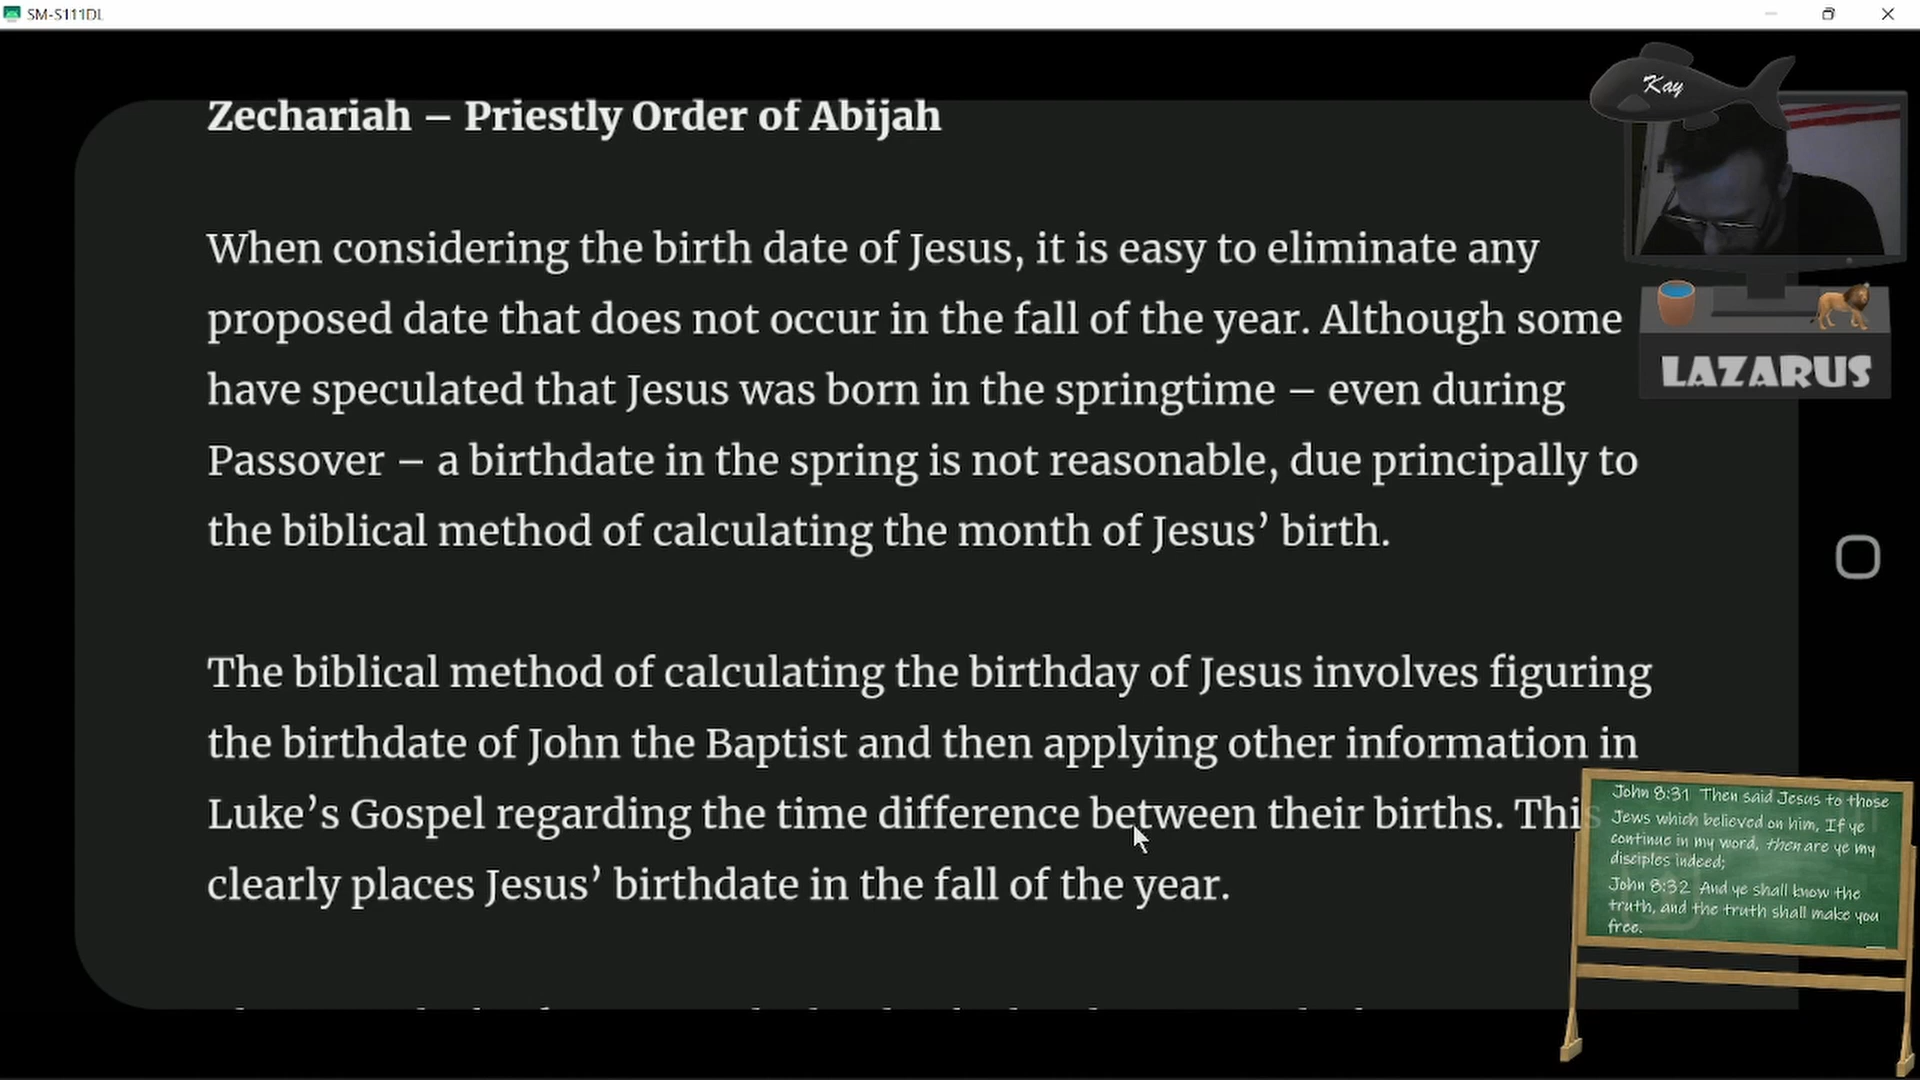 SM-S111DL
Zechariah – Priestly Order of Abijah
When considering the birth date of Jesus, it is easy to eliminate any
proposed date that does not occur in the fall of the year. Although some
have speculated that Jesus was born in the springtime – even during
Passover – a birthdate in the spring is not reasonable, due principally to
the biblical method of calculating the month of Jesus’ birth.
The biblical method of calculating the birthday of Jesus involves figuring
the birthdate of John the Baptist and then applying other information in
Luke’s Gospel regarding the time difference between their births. This
clearly places Jesus’ birthdate in the fall of the year.
Kay
LAZARUS
John 8:31 Then said Jesus to those
Jews which believed on him, If ye
continue in my word, then are ye my
disciples indeed;
John 8:32 And ye shall know the
truth, and the truth shall make you
free.